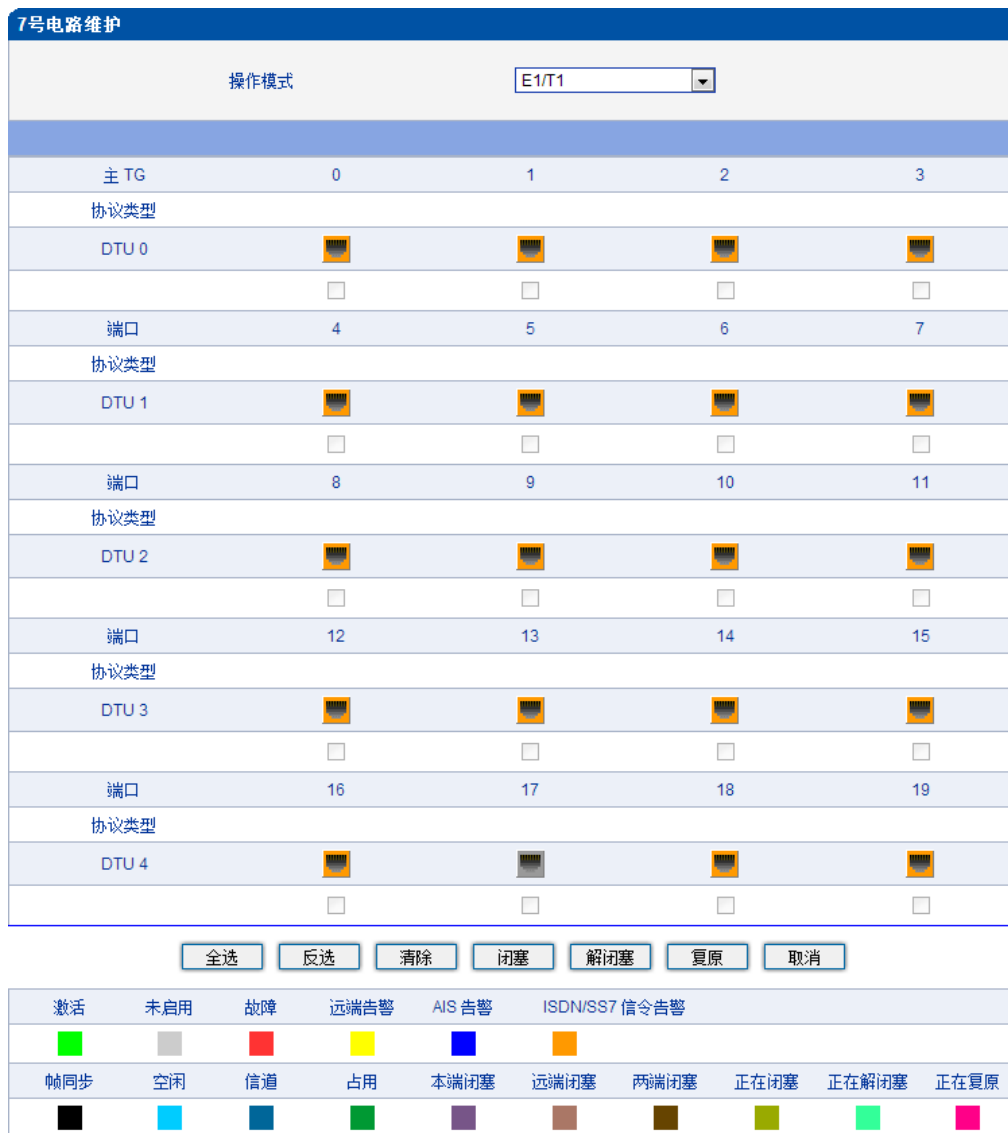 7号电路维护
操作模式 E1/T1
主 TG 0 1 2 3
协议类型
DTU 0
端口 4 5 6 7
协议类型
DTU 1
端口 8 9 10 11
协议类型
DTU 2
端口 12 13 14 15
协议类型
DTU 3
端口 16 17 18 19
协议类型
DTU 4
全选 反选 清除 闭塞 解闭塞 复原 取消
激活 未启用 故障 远端告警 AIS 告警 ISDN/SS7 信令告警
帧同步 空闲 信道 占用 本端闭塞 远端闭塞 两端闭塞 正在闭塞 正在解闭塞 正在复原